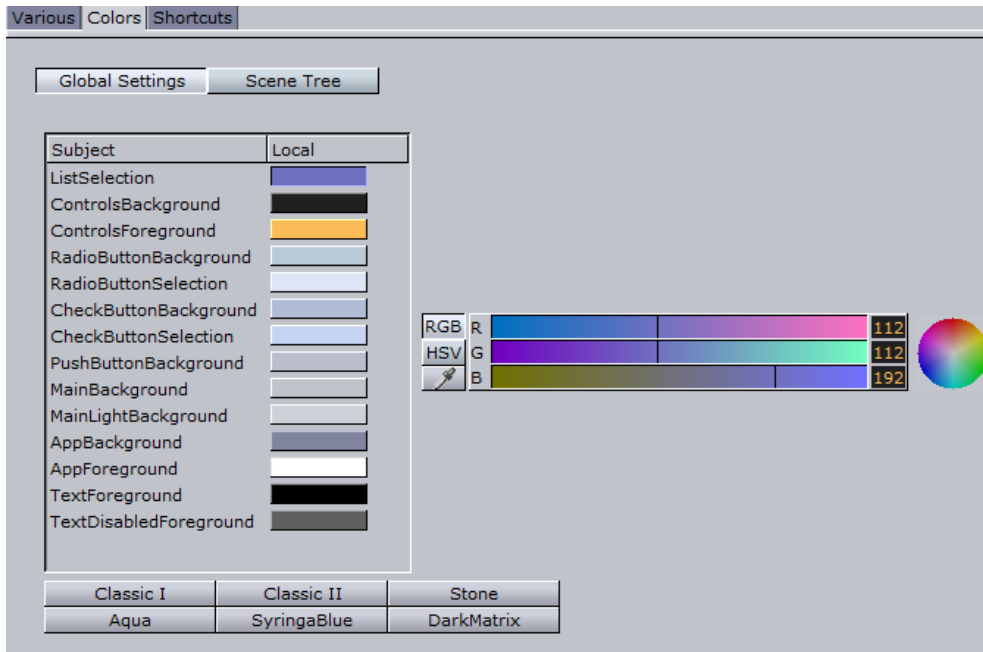 Various Colors Shortcuts
Global Settings Scene Tree
Subject Local
ListSelection
ControlsBackground
ControlsForeground
RadioButtonBackground
RadioButtonSelection
CheckButtonBackground
CheckButtonSelection
PushButtonBackground
MainBackground
MainLightBackground
AppBackground
AppForeground
TextForeground
TextDisabledForeground
RGB R 112
HSV G 112
B 192
Classic I Classic II Stone
Aqua SyringaBlue DarkMatrix